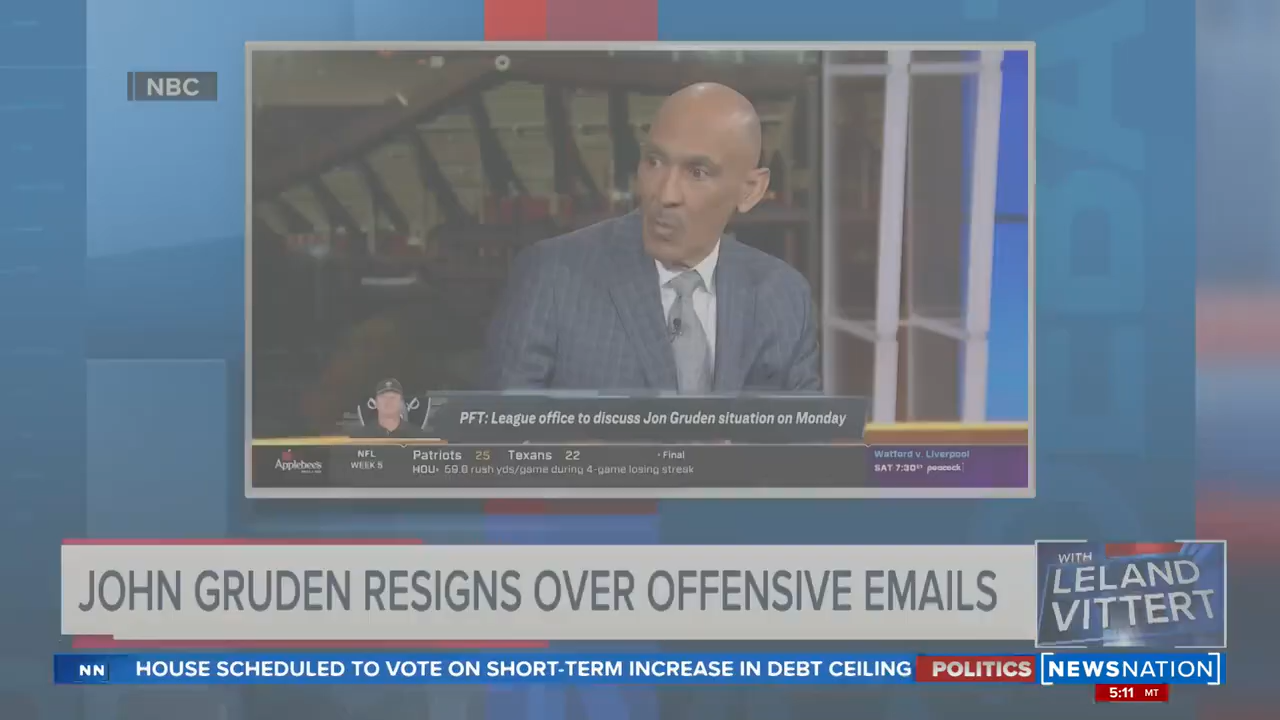 NBC
PFT: League office to discuss Jon Gruden situation on Monday
Applebee's
NFL
WEEK 5
Patriots 25 Texans 22 • Final
HOU• 59.8 rush yds/game during 4-game losing streak
Watford v. Liverpool
SAT 7:30ET peacock
JOHN GRUDEN RESIGNS OVER OFFENSIVE EMAILS
WITH
LELAND
VITTERT
NN HOUSE SCHEDULED TO VOTE ON SHORT-TERM INCREASE IN DEBT CEILING POLITICS NEWSNATION
5:11 MT